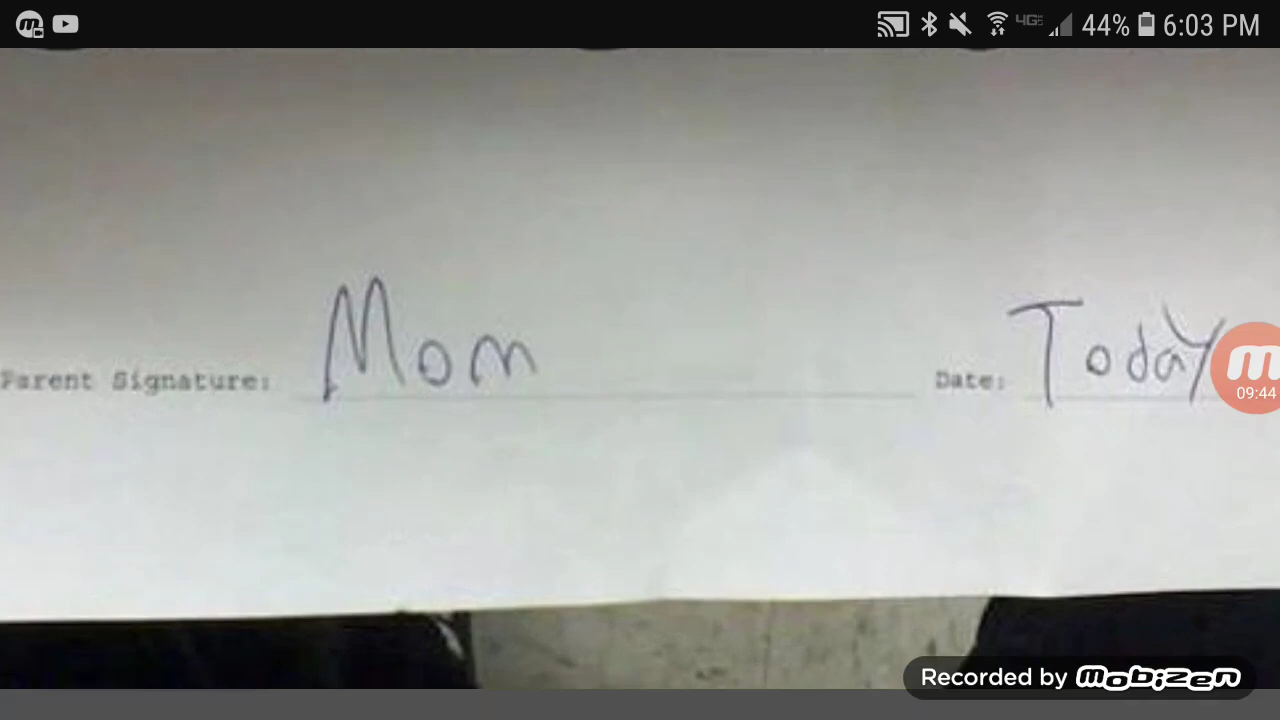 44% 6:03 PM
Parent Signature: Mom Date: Today
09:44
Recorded by mobizen